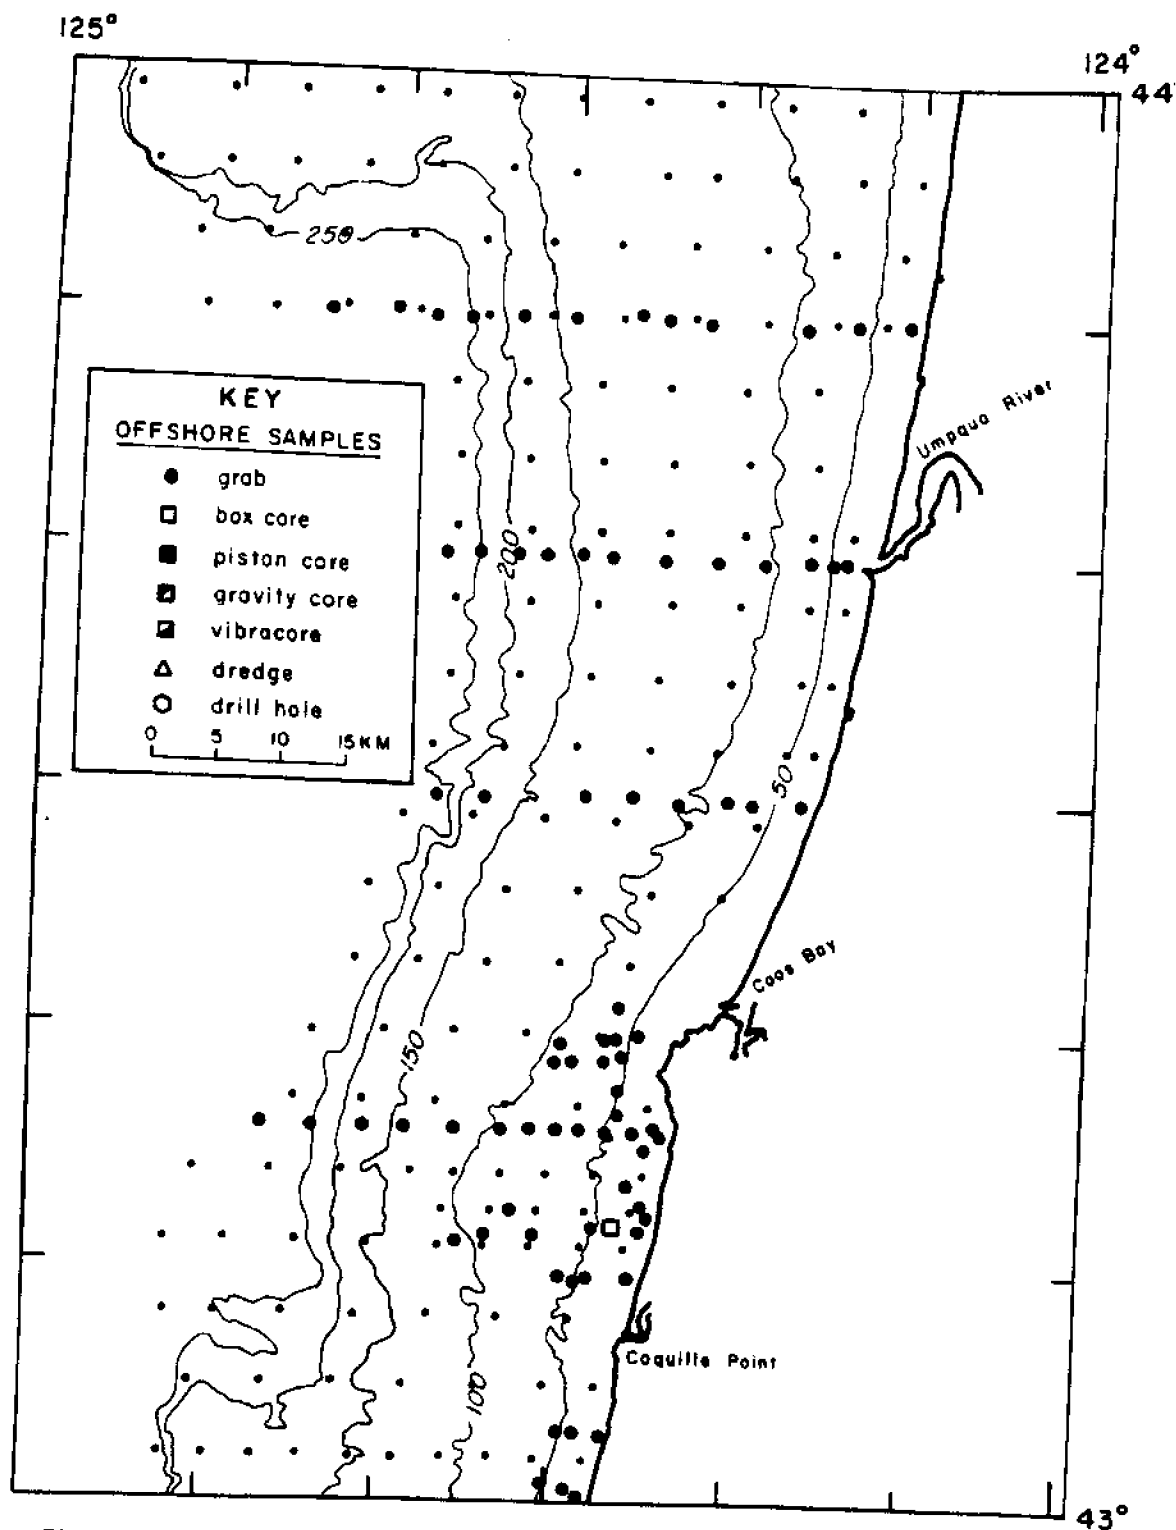 125°
124°
44
250
KEY
OFFSHORE SAMPLES
grab
box core
piston core
gravity core
vibracore
dredge
drill hole
0 5 10 15 KM
Umpqua River
200
50
Coos Bay
150
Coquille Point
100
43°